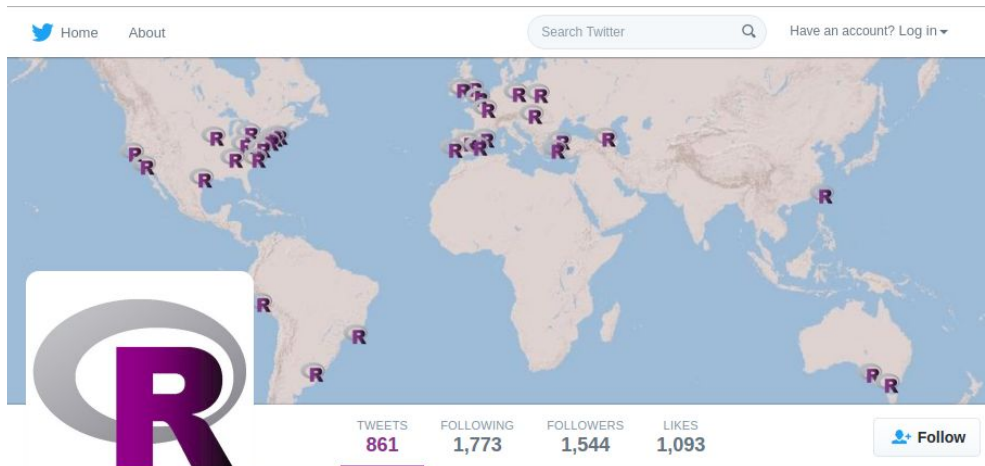 Home About Search Twitter Have an account? Log in
R R R R R R R
R R R R
R R R R R R R R R R R R R
R R R R R R R R
R R
R
R
R R R R
R
TWEETS FOLLOWING FOLLOWERS LIKES
861 1,773 1,544 1,093 Follow